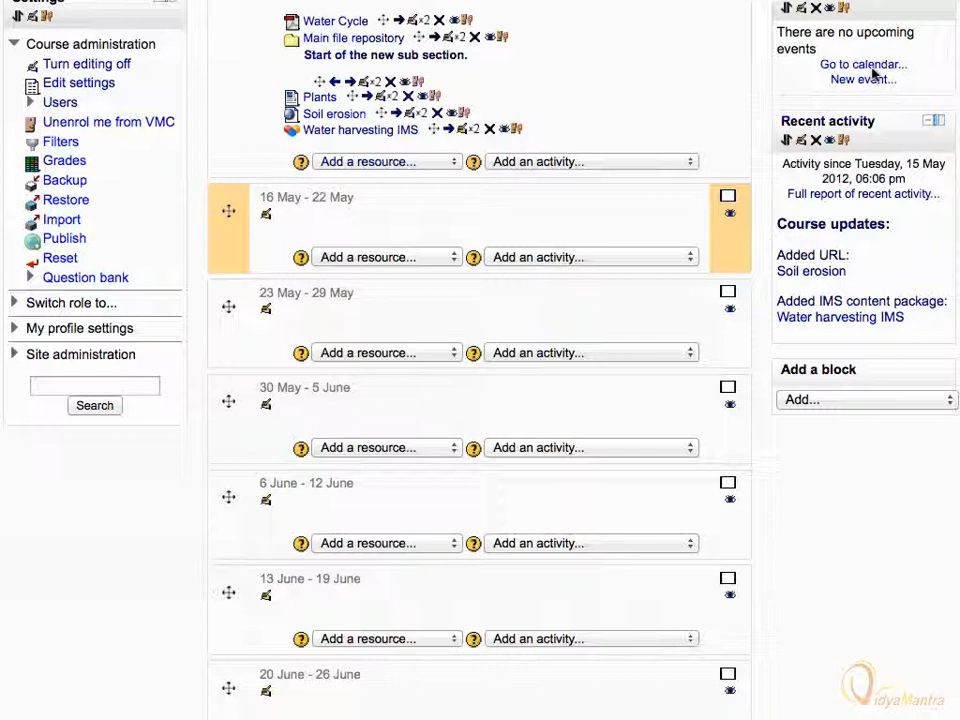 Course administration
Turn editing off
Edit settings
Users
Unenrol me from VMC
Filters
Grades
Backup
Restore
Import
Publish
Reset
Question bank
Switch role to...
My profile settings
Site administration
Search
Water Cycle ×2
Main file repository ×2
Start of the new sub section.
×2
Plants ×2
Soil erosion ×2
Water harvesting IMS ×2
? Add a resource... ? Add an activity...
16 May - 22 May
? Add a resource... ? Add an activity...
23 May - 29 May
? Add a resource... ? Add an activity...
30 May - 5 June
? Add a resource... ? Add an activity...
6 June - 12 June
? Add a resource... ? Add an activity...
13 June - 19 June
? Add a resource... ? Add an activity...
20 June - 26 June
There are no upcoming
events
Go to calendar...
New event...
Recent activity
Activity since Tuesday, 15 May
2012, 06:06 pm
Full report of recent activity...
Course updates:
Added URL:
Soil erosion
Added IMS content package:
Water harvesting IMS
Add a block
Add...
VidyaMantra